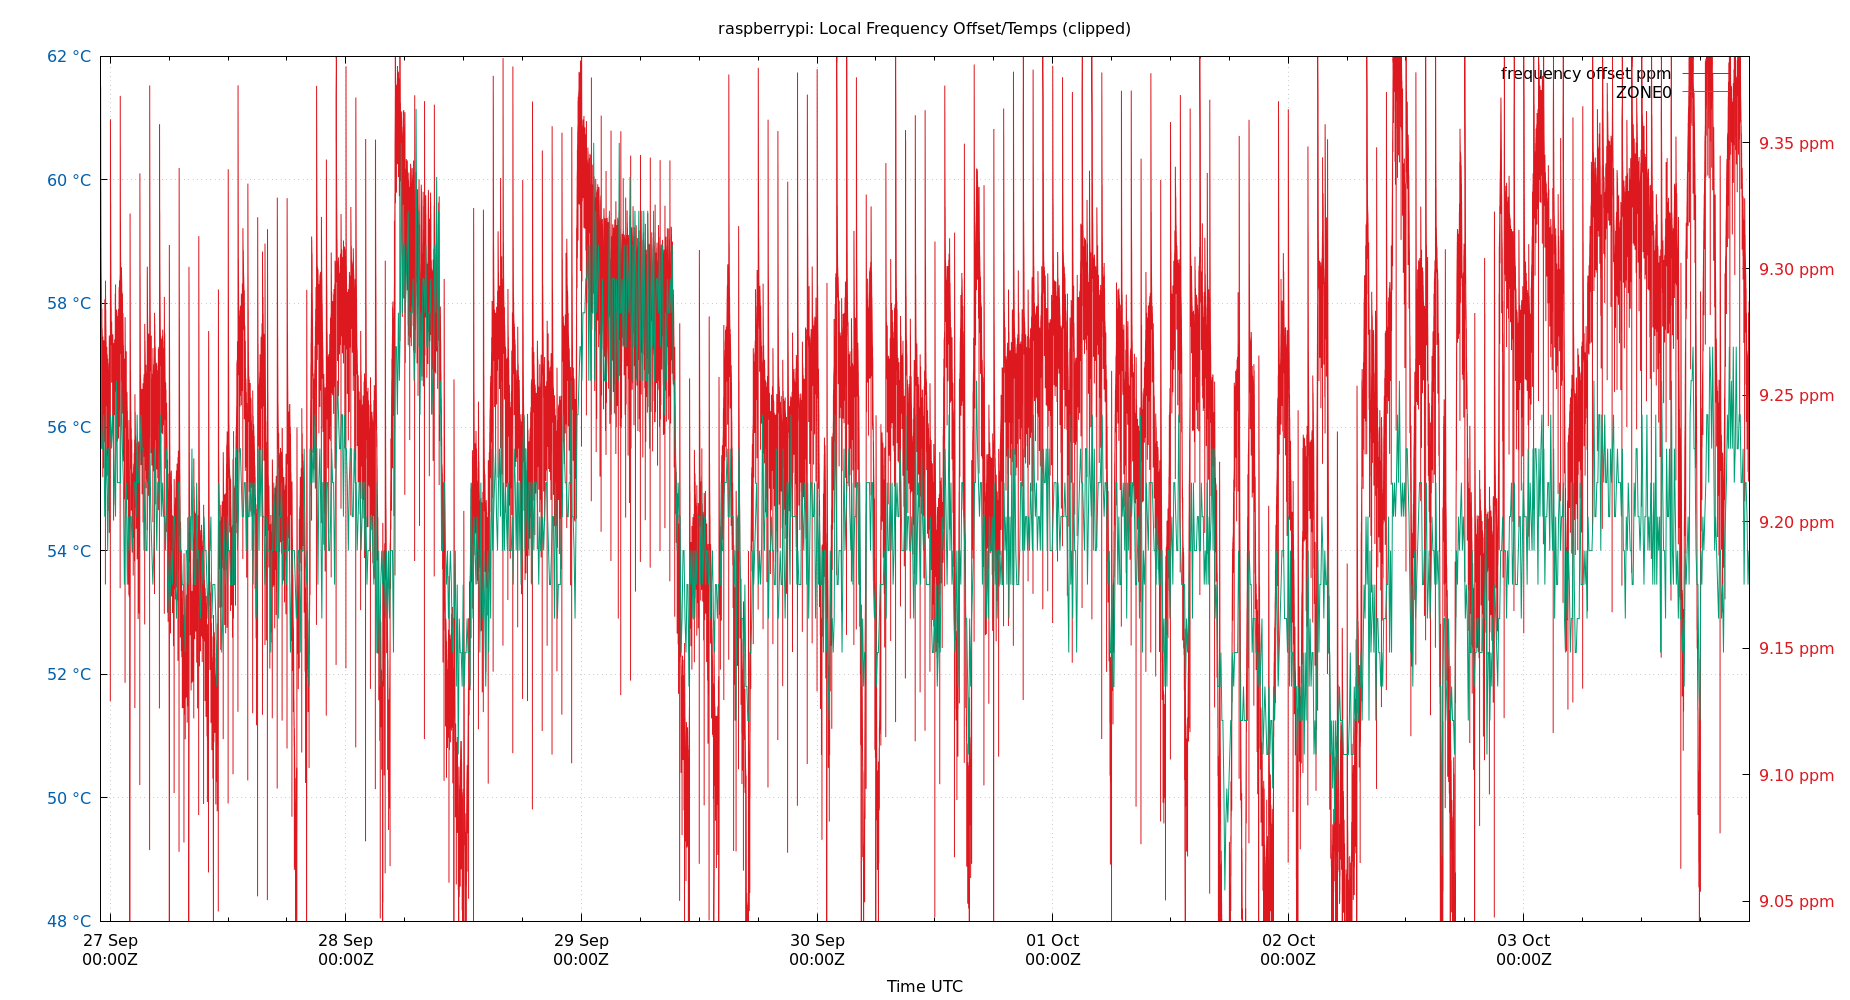 raspberrypi: Local Frequency Offset/Temps (clipped)
62 °C
60 °C
58 °C
56 °C
54 °C
52 °C
50 °C
48 °C
frequency offset ppm
ZONE0
9.35 ppm
9.30 ppm
9.25 ppm
9.20 ppm
9.15 ppm
9.10 ppm
9.05 ppm
27 Sep
00:00Z
28 Sep
00:00Z
29 Sep
00:00Z
30 Sep
00:00Z
01 Oct
00:00Z
02 Oct
00:00Z
03 Oct
00:00Z
Time UTC